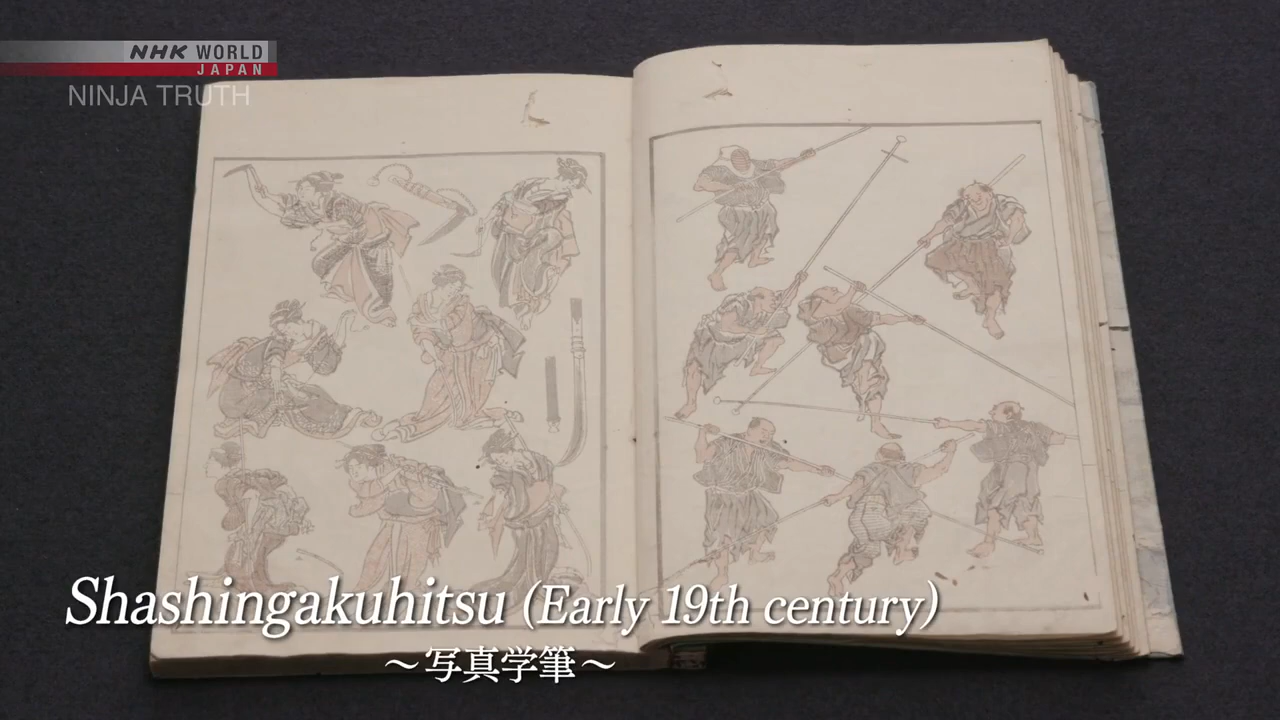 NHK WORLD
JAPAN
NINJA TRUTH
Shashingakuhitsu (Early 19th century)
～写真学筆～